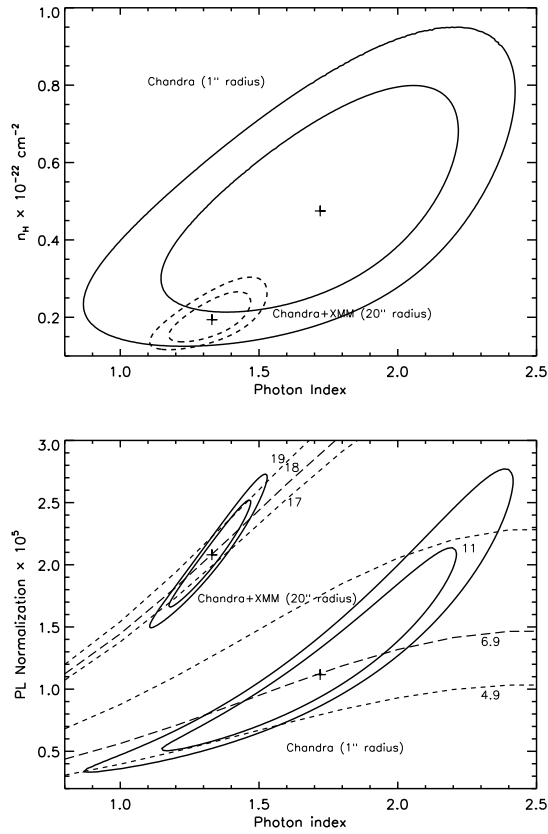 1.0
Chandra (1" radius)
0.8
0.6
0.4
0.2
Chandra+XMM (20" radius)
n_H × 10^-22 cm^-2
1.0 1.5 2.0 2.5
Photon Index
3.0
19
18
17
2.5
11
2.0
Chandra+XMM (20" radius)
1.5
6.9
1.0
4.9
Chandra (1" radius)
0.5
PL Normalization × 10^5
1.0 1.5 2.0 2.5
Photon index